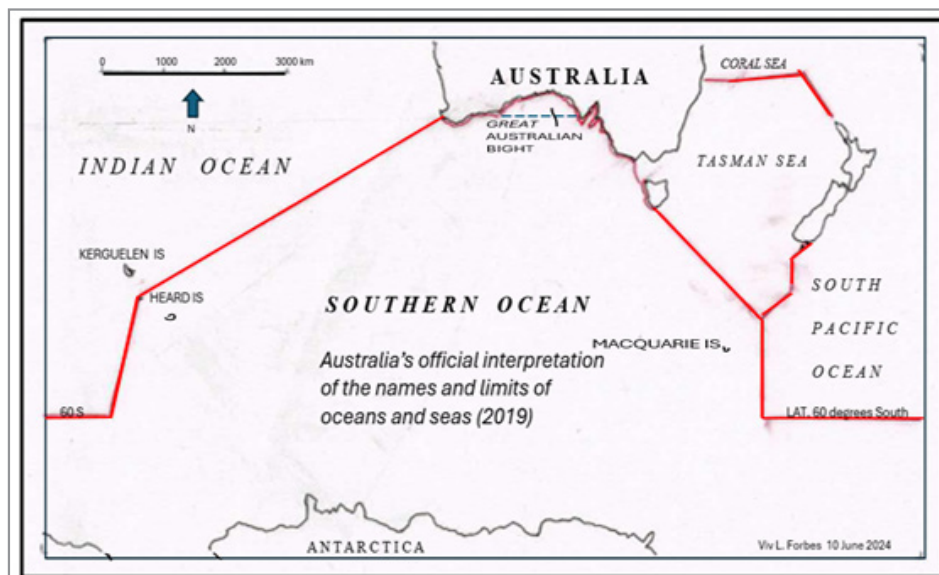 0 1000 2000 3000 km
N
AUSTRALIA
CORAL SEA
GREAT
AUSTRALIAN
BIGHT
INDIAN OCEAN
TASMAN SEA
KERGUELEN IS
HEARD IS
SOUTHERN OCEAN
SOUTH
PACIFIC
OCEAN
MACQUARIE IS
Australia's official interpretation
of the names and limits of
oceans and seas (2019)
60 S
LAT. 60 degrees South
ANTARCTICA
Viv L. Forbes 10 June 2024